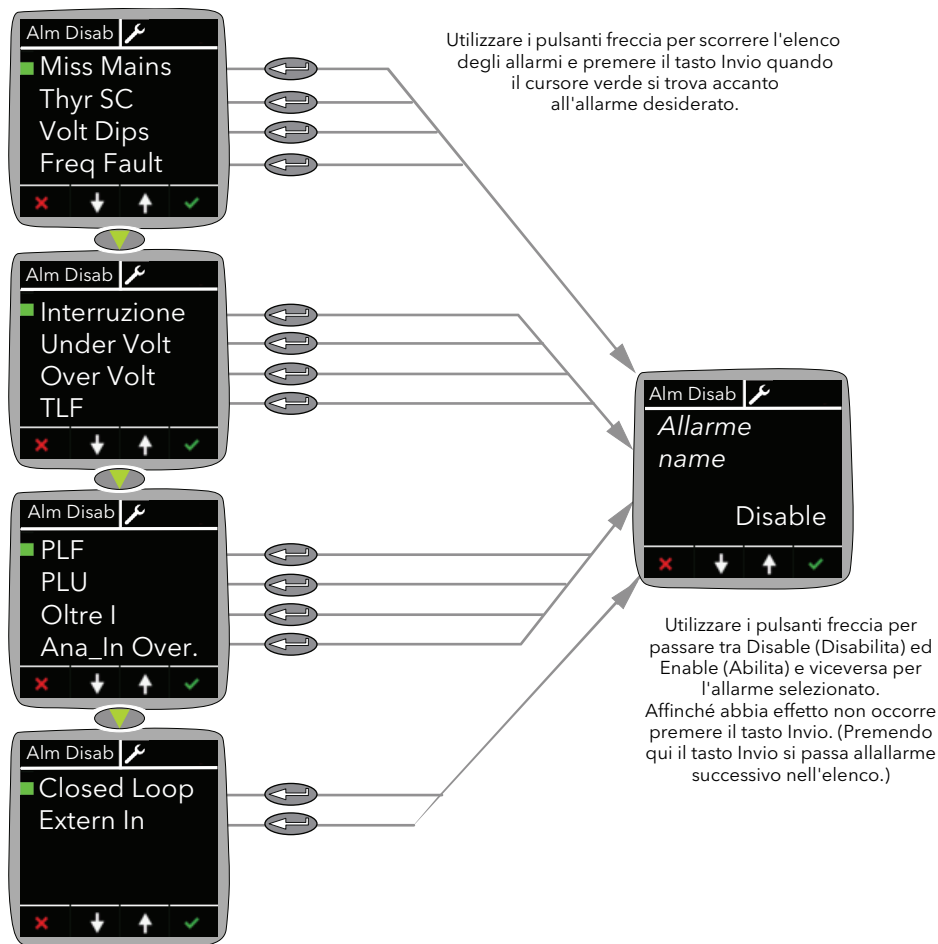 Alm Disab
Miss Mains
Thyr SC
Volt Dips
Freq Fault
Utilizzare i pulsanti freccia per scorrere l'elenco
degli allarmi e premere il tasto Invio quando
il cursore verde si trova accanto
all'allarme desiderato.
Alm Disab
Interruzione
Under Volt
Over Volt
TLF
Alm Disab
Allarme
name
Disable
Alm Disab
PLF
PLU
Oltre I
Ana_In Over.
Utilizzare i pulsanti freccia per
passare tra Disable (Disabilita) ed
Enable (Abilita) e viceversa per
l'allarme selezionato.
Affinché abbia effetto non occorre
premere il tasto Invio. (Premendo
qui il tasto Invio si passa allallarme
successivo nell'elenco.)
Alm Disab
Closed Loop
Extern In